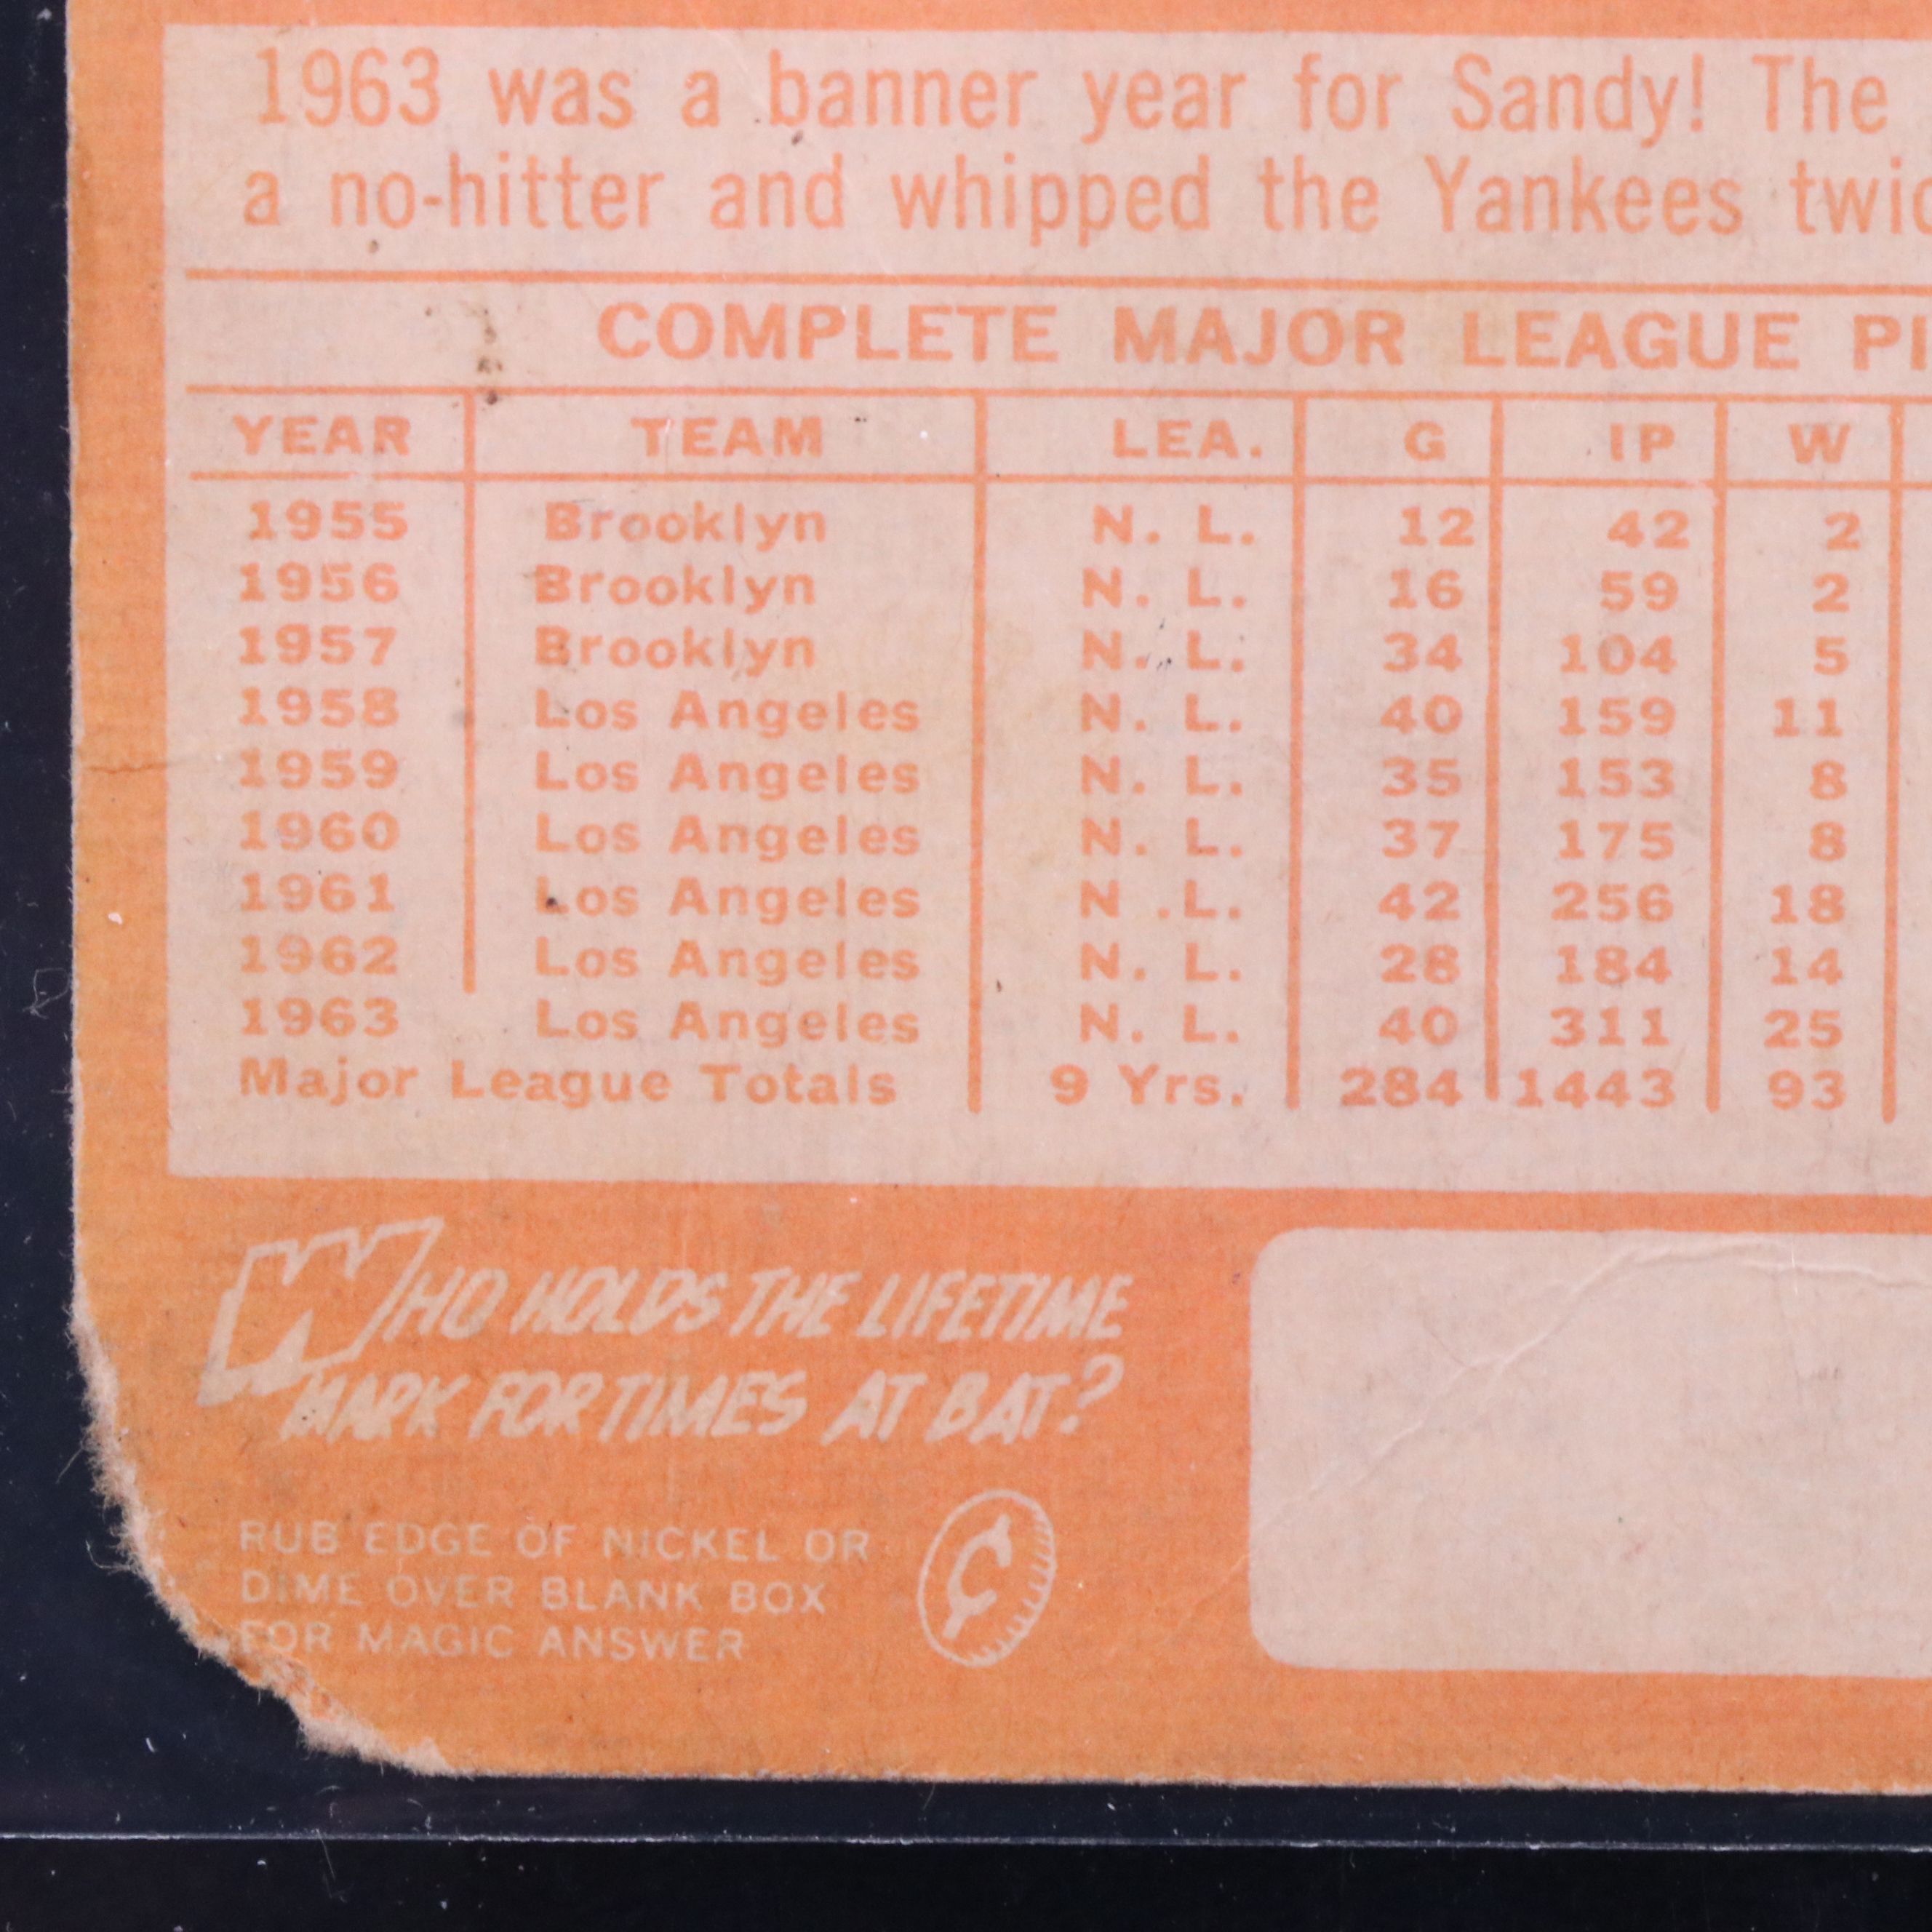 1963 was a banner year for Sandy! The
a no-hitter and whipped the Yankees
COMPLETE MAJOR LEAGUE
YEAR TEAM LEA. G IP W
1955 Brooklyn N. L. 12 42 2
1956 Brooklyn N. L. 16 59 2
1957 Brooklyn N. L. 34 104 5
1958 Los Angeles N. L. 40 159 11
1959 Los Angeles N. L. 35 153 8
1960 Los Angeles N. L. 37 175 8
1961 Los Angeles N .L. 42 256 18
1962 Los Angeles N. L. 28 184 14
1963 Los Angeles N. L. 40 311 25
Major League Totals 9 Yrs. 284 1443 93
WHO HOLDS THE LIFETIME
MARK FOR TIMES AT BAT?
RUB EDGE OF NICKEL OR
DIME OVER BLANK BOX
FOR MAGIC ANSWER
¢